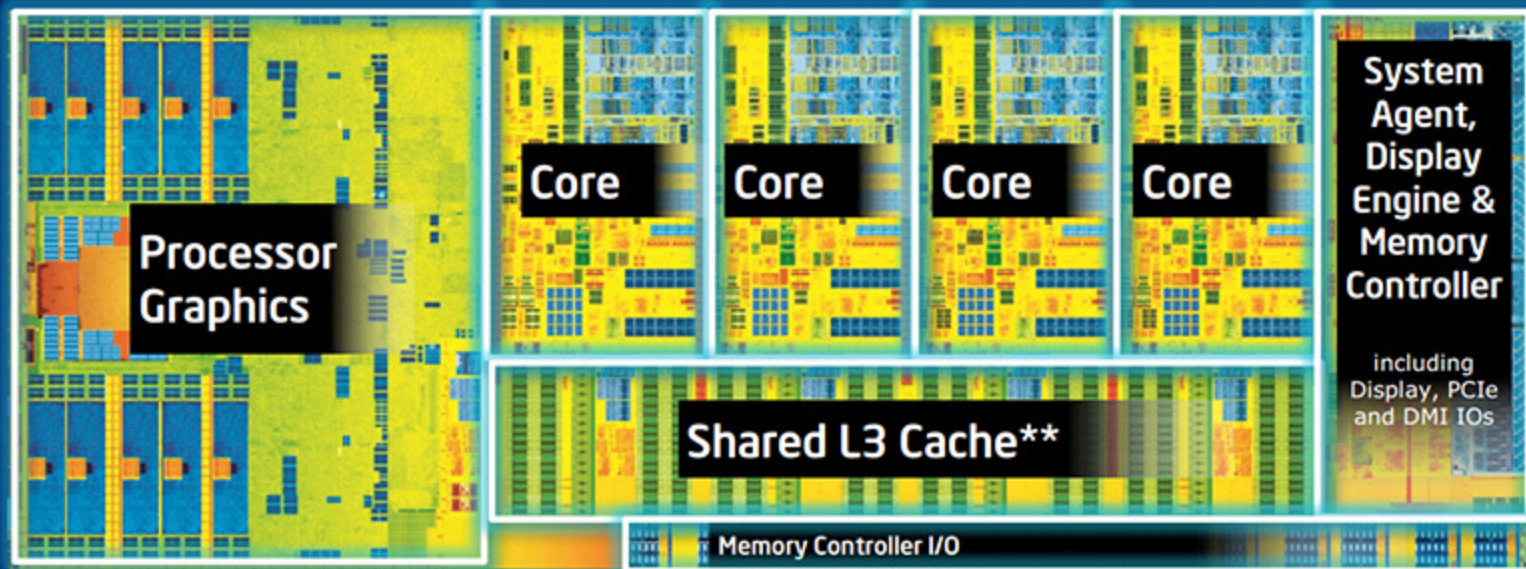 Processor
Graphics
Core
Core
Core
Core
System
Agent,
Display
Engine &
Memory
Controller
including
Display, PCIe
and DMI IOs
Shared L3 Cache**
Memory Controller I/O